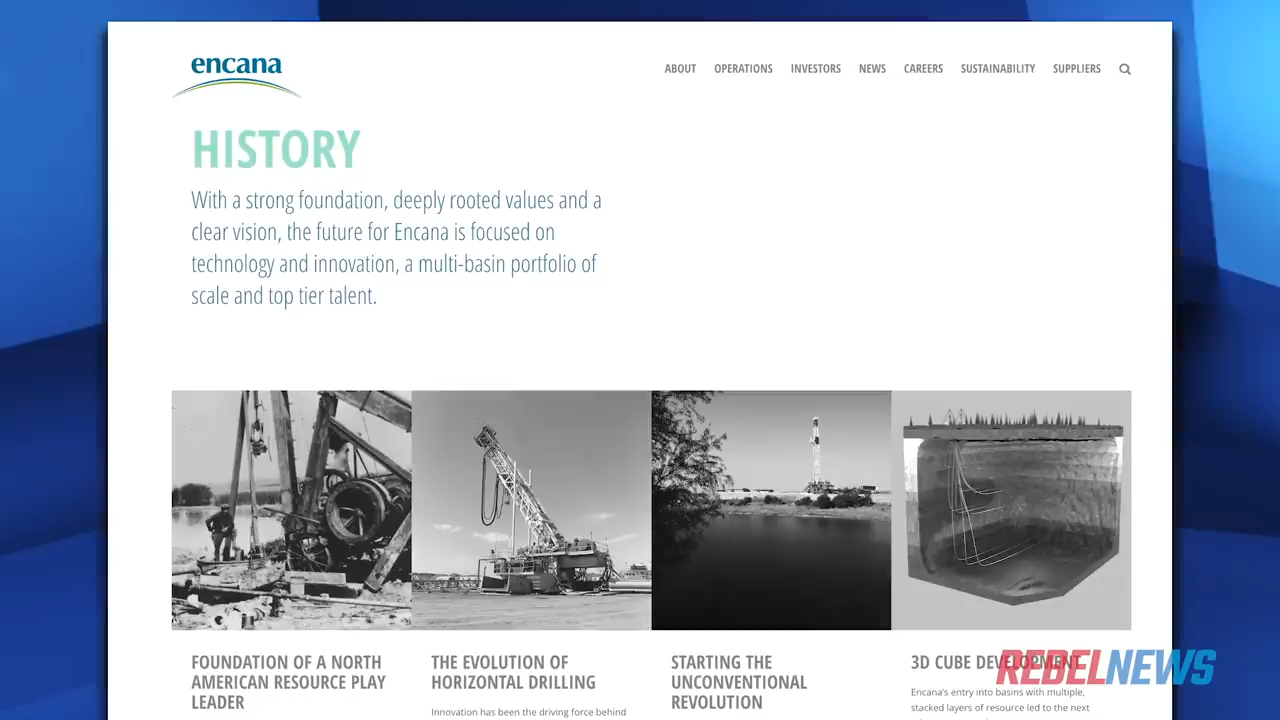 encana
ABOUT OPERATIONS INVESTORS NEWS CAREERS SUSTAINABILITY SUPPLIERS
HISTORY
With a strong foundation, deeply rooted values and a
clear vision, the future for Encana is focused on
technology and innovation, a multi-basin portfolio of
scale and top tier talent.
FOUNDATION OF A NORTH
AMERICAN RESOURCE PLAY
LEADER
THE EVOLUTION OF
HORIZONTAL DRILLING
Innovation has been the driving force behind
STARTING THE
UNCONVENTIONAL
REVOLUTION
3D CUBE DEVELOPMENT
Encana's entry into basins with multiple,
stacked layers of resource led to the next
REBELNEWS